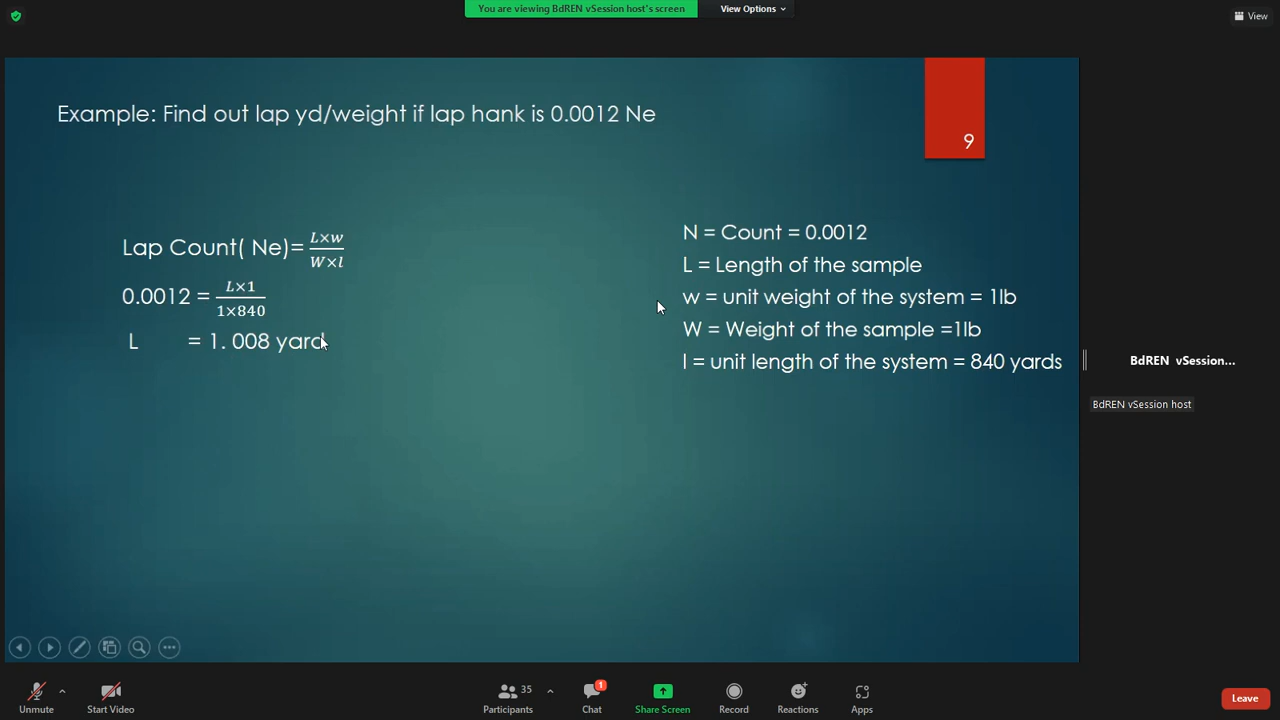 You are viewing BdREN vSession host's screen
View Options
View
Example: Find out lap yd/weight if lap hank is 0.0012 Ne
9
Lap Count( Ne)= \frac{L×w}{W×l}
0.0012 = \frac{L×1}{1×840}
L = 1. 008 yard
N = Count = 0.0012
L = Length of the sample
w = unit weight of the system = 1lb
W = Weight of the sample =1lb
l = unit length of the system = 840 yards
BdREN vSession...
BdREN vSession host
Unmute
Start Video
35
Participants
1
Chat
Share Screen
Record
Reactions
Apps
Leave